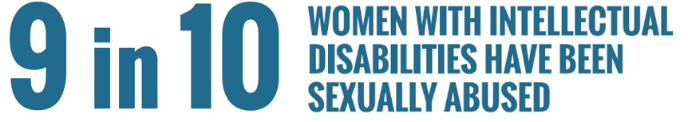 9 in 10
WOMEN WITH INTELLECTUAL
DISABILITIES HAVE BEEN
SEXUALLY ABUSED